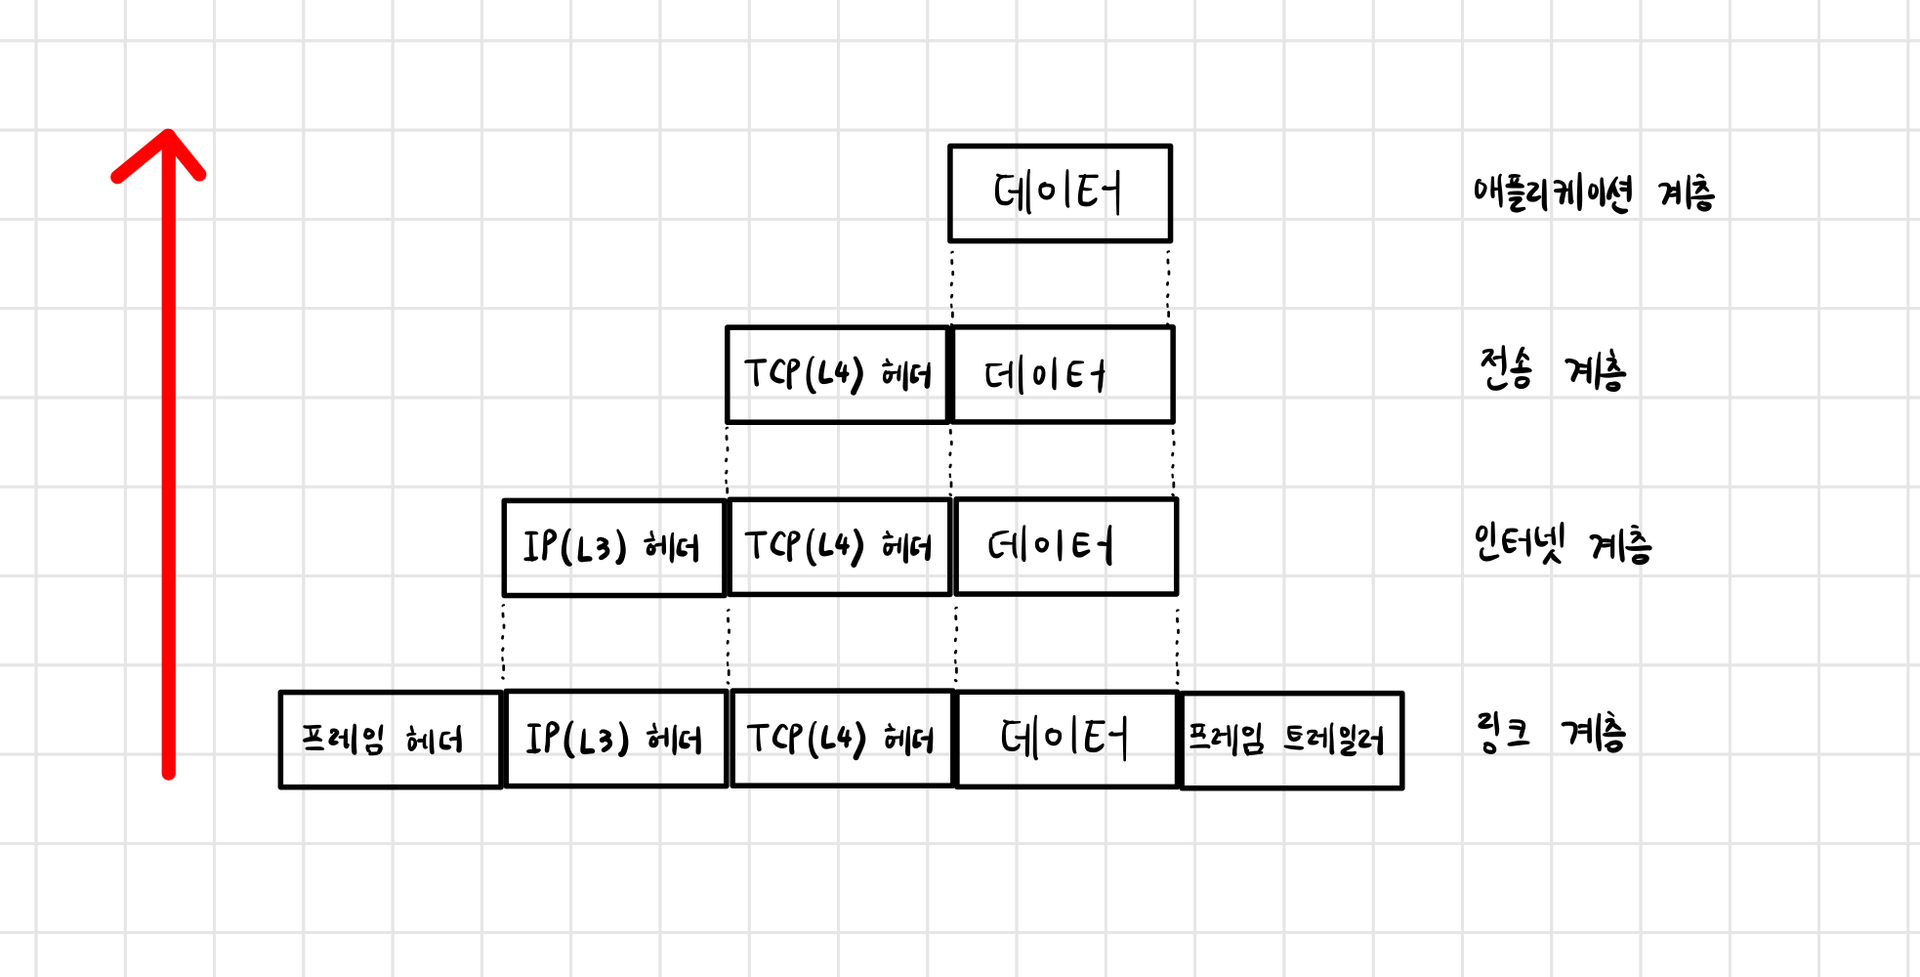 데이터 애플리케이션 계층
TCP(L4) 헤더 데이터 전송 계층
IP(L3) 헤더 TCP(L4) 헤더 데이터 인터넷 계층
프레임 헤더 IP(L3) 헤더 TCP(L4) 헤더 데이터 프레임 트레일러 링크 계층